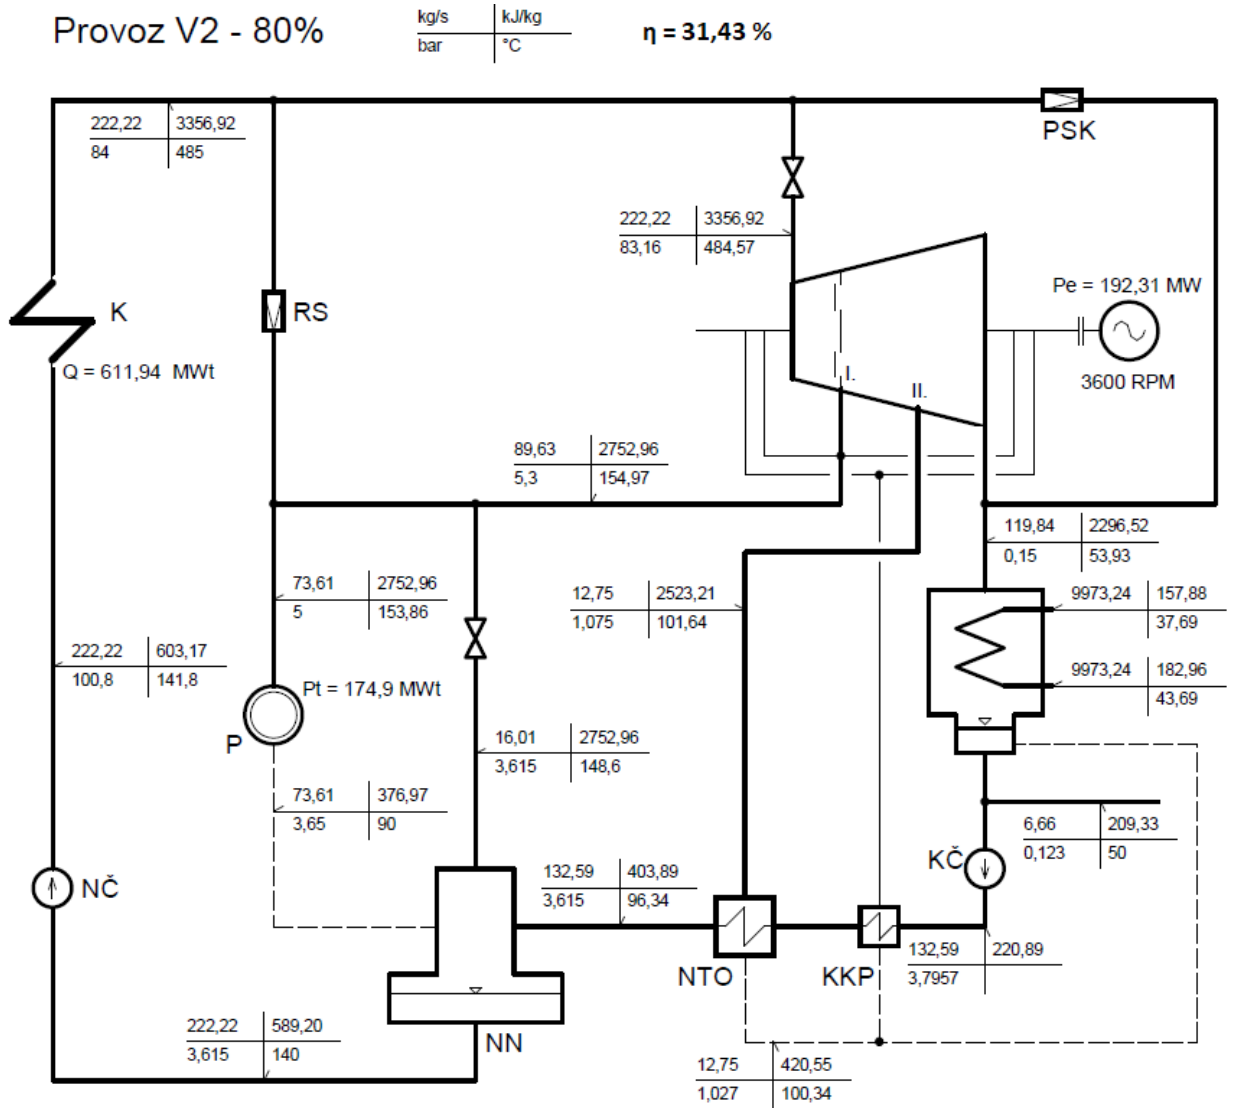 Provoz V2 - 80%
kg/s kJ/kg
bar °C
η = 31,43 %
PSK
222,22 3356,92
84 485
222,22 3356,92
83,16 484,57
K
RS
Pe = 192,31 MW
Q = 611,94 MWt
3600 RPM
I.
II.
89,63 2752,96
5,3 154,97
119,84 2296,52
0,15 53,93
73,61 2752,96
5 153,86
12,75 2523,21
1,075 101,64
9973,24 157,88
37,69
222,22 603,17
100,8 141,8
9973,24 182,96
43,69
Pt = 174,9 MWt
P
16,01 2752,96
3,615 148,6
73,61 376,97
3,65 90
6,66 209,33
0,123 50
KČ
NČ
132,59 403,89
3,615 96,34
132,59 220,89
3,7957
NTO
KKP
222,22 589,20
3,615 140
NN
12,75 420,55
1,027 100,34